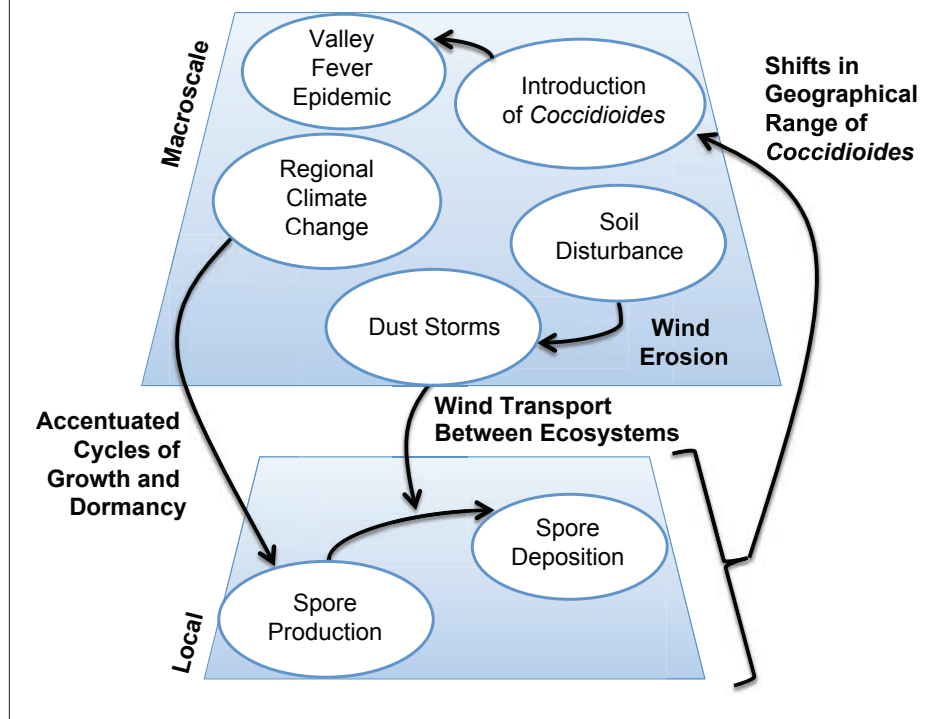 Macroscale
Valley
Fever
Epidemic
Introduction
of Coccidioides
Shifts in
Geographical
Range of
Coccidioides
Regional
Climate
Change
Soil
Disturbance
Dust Storms
Wind
Erosion
Wind Transport
Between Ecosystems
Accentuated
Cycles of
Growth and
Dormancy
Spore
Deposition
Spore
Production
Local